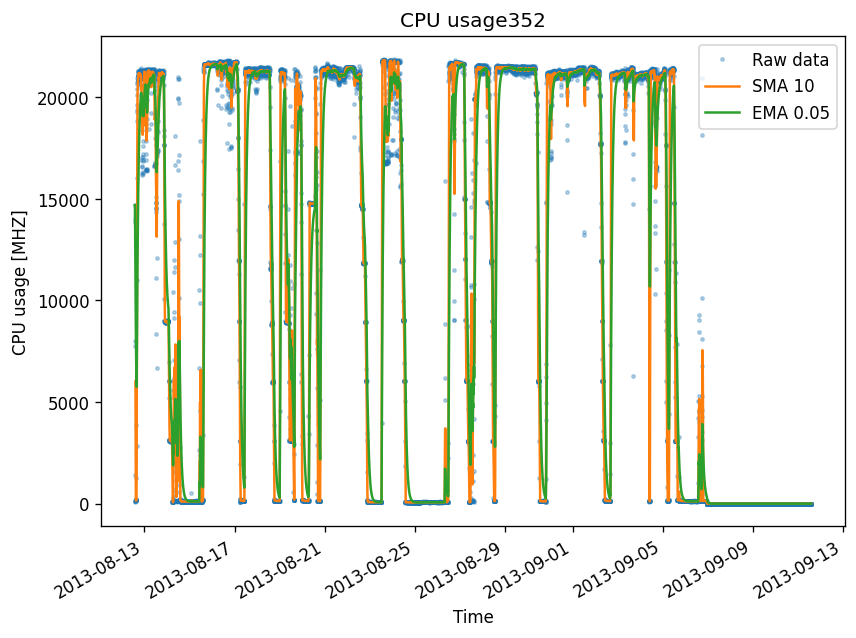 CPU usage352
Raw data
SMA 10
EMA 0.05
CPU usage [MHZ]
20000
15000
10000
5000
0
2013-08-13
2013-08-17
2013-08-21
2013-08-25
2013-08-29
2013-09-01
2013-09-05
2013-09-09
2013-09-13
Time